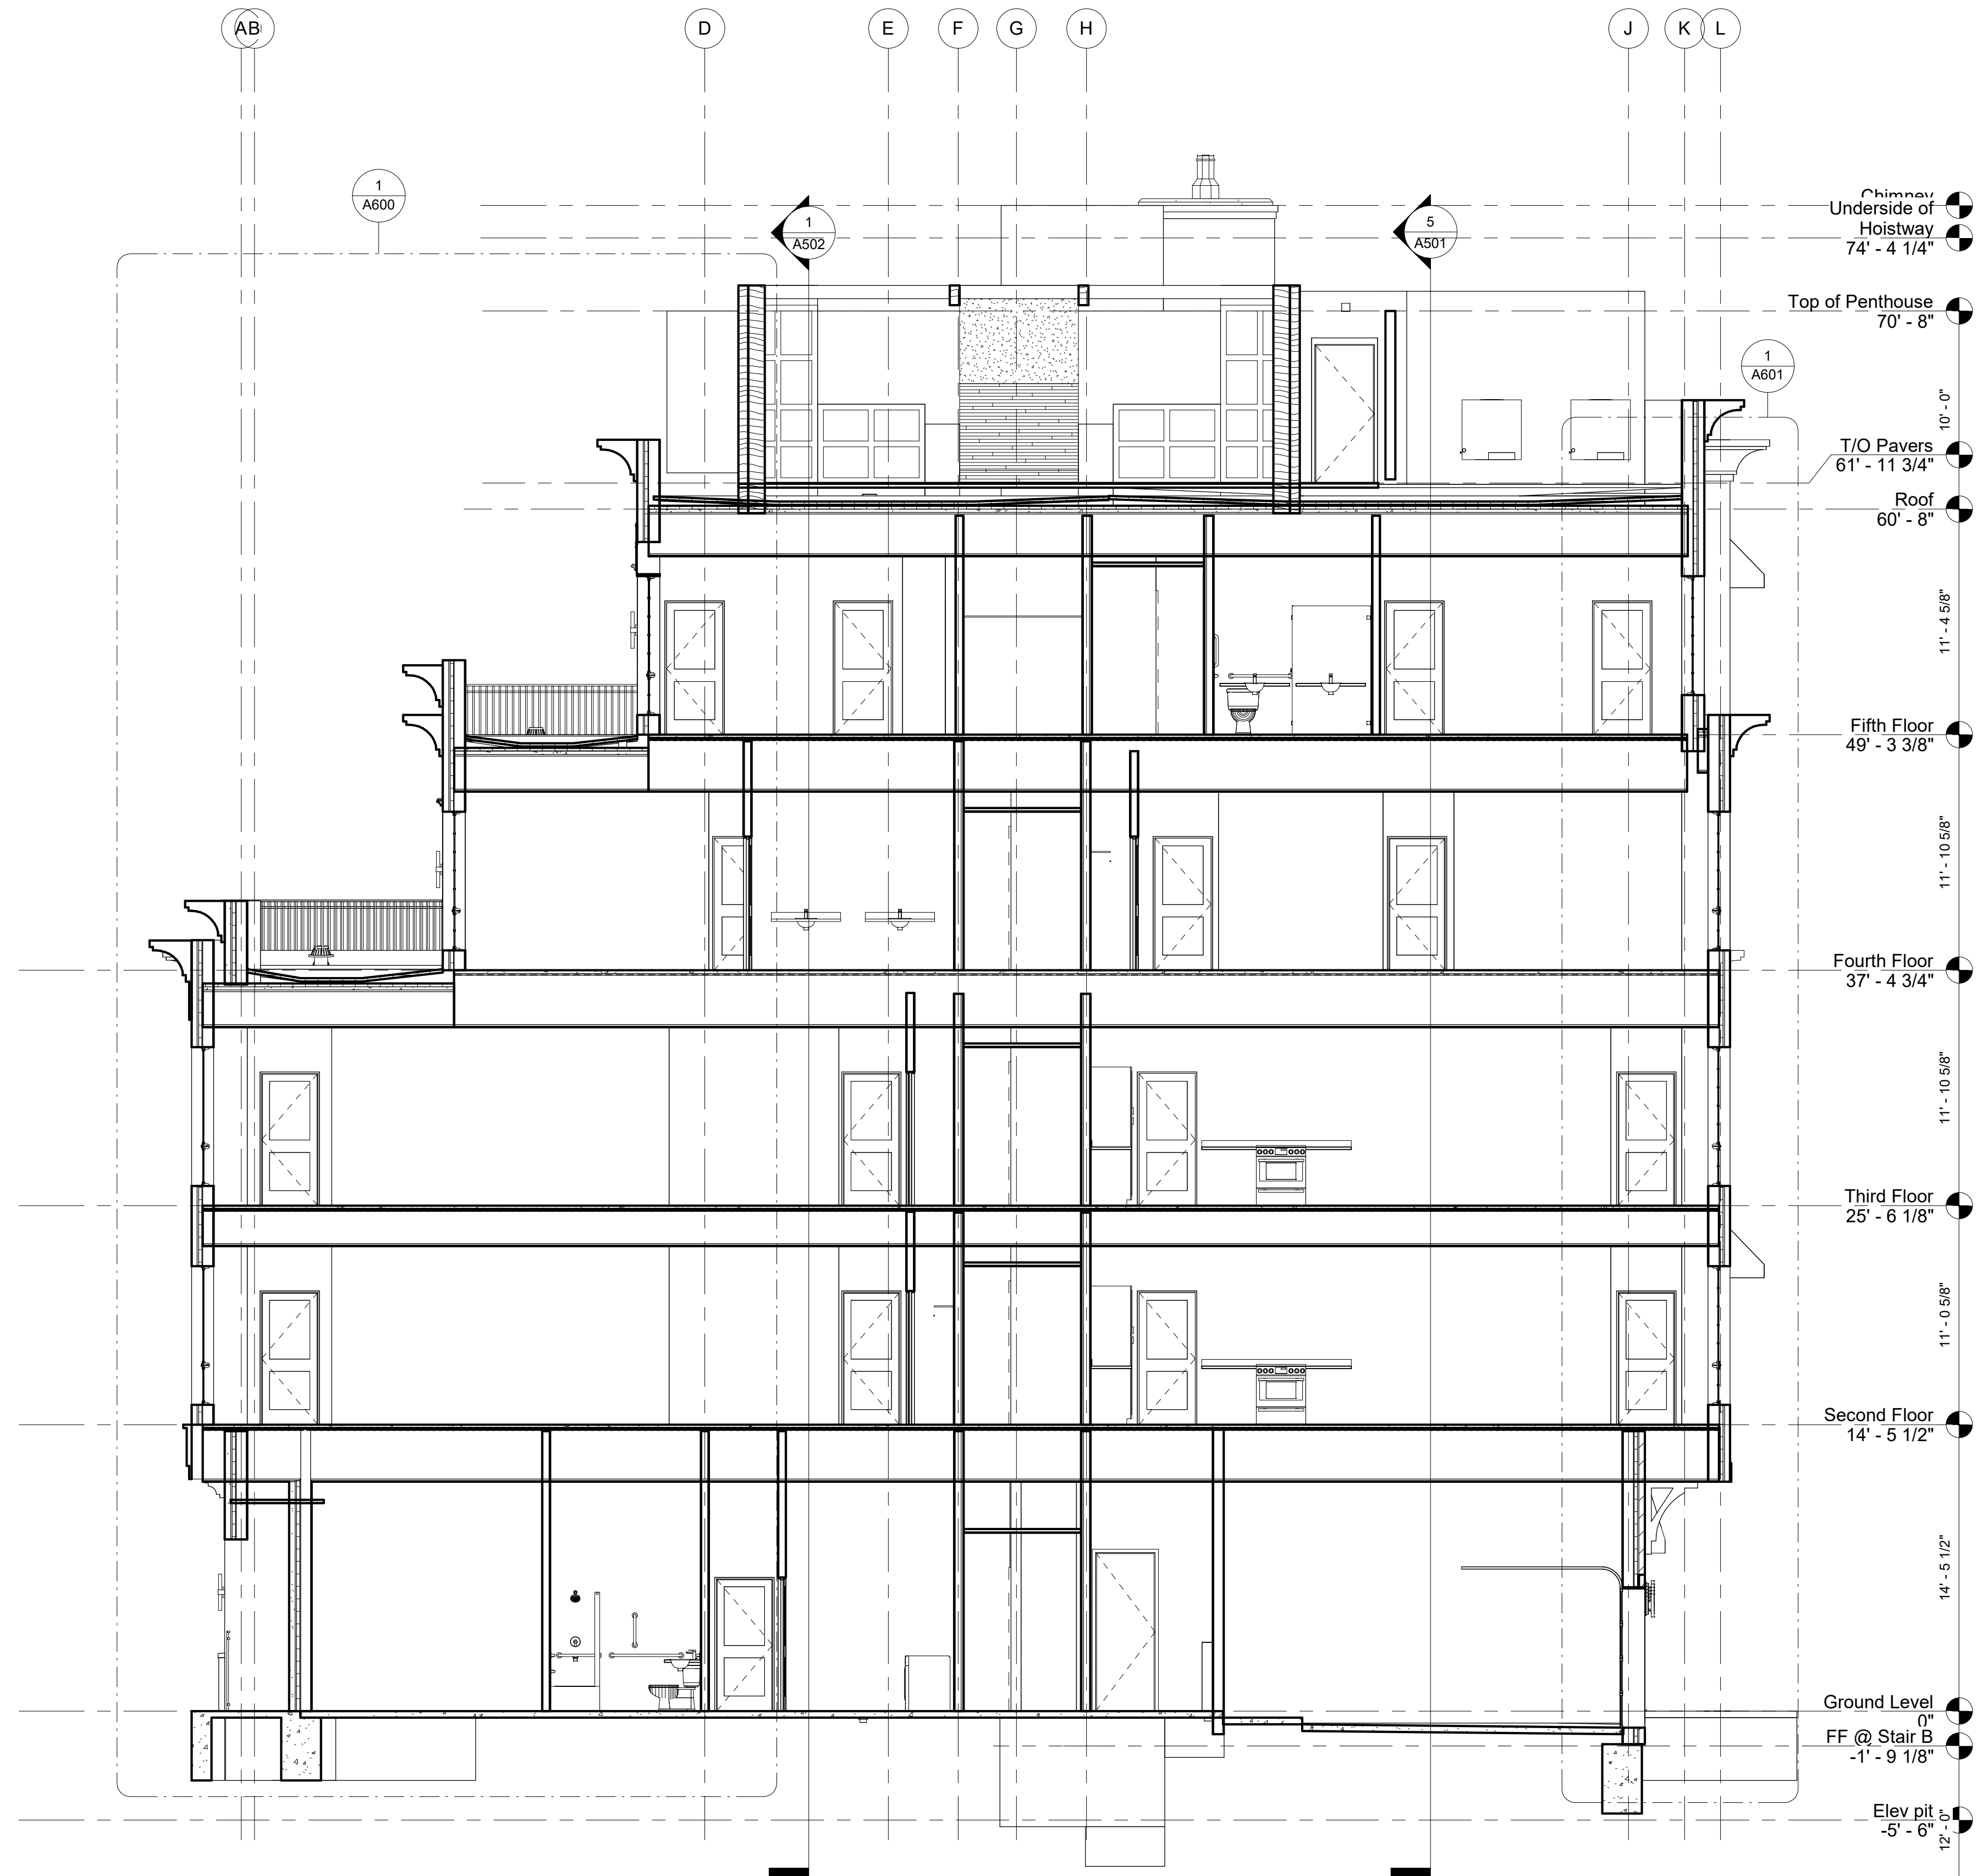 A B D E F G H J K L
1
A600
1
A502
5
A501
Chimney
Underside of
Hoistway
74' - 4 1/4"
Top of Penthouse
70' - 8"
1
A601
10' - 0"
T/O Pavers
61' - 11 3/4"
Roof
60' - 8"
11' - 4 5/8"
Fifth Floor
49' - 3 3/8"
11' - 10 5/8"
Fourth Floor
37' - 4 3/4"
11' - 10 5/8"
Third Floor
25' - 6 1/8"
11' - 0 5/8"
Second Floor
14' - 5 1/2"
14' - 5 1/2"
Ground Level
0"
FF @ Stair B
-1' - 9 1/8"
Elev pit
-5' - 6"
12' - 0"